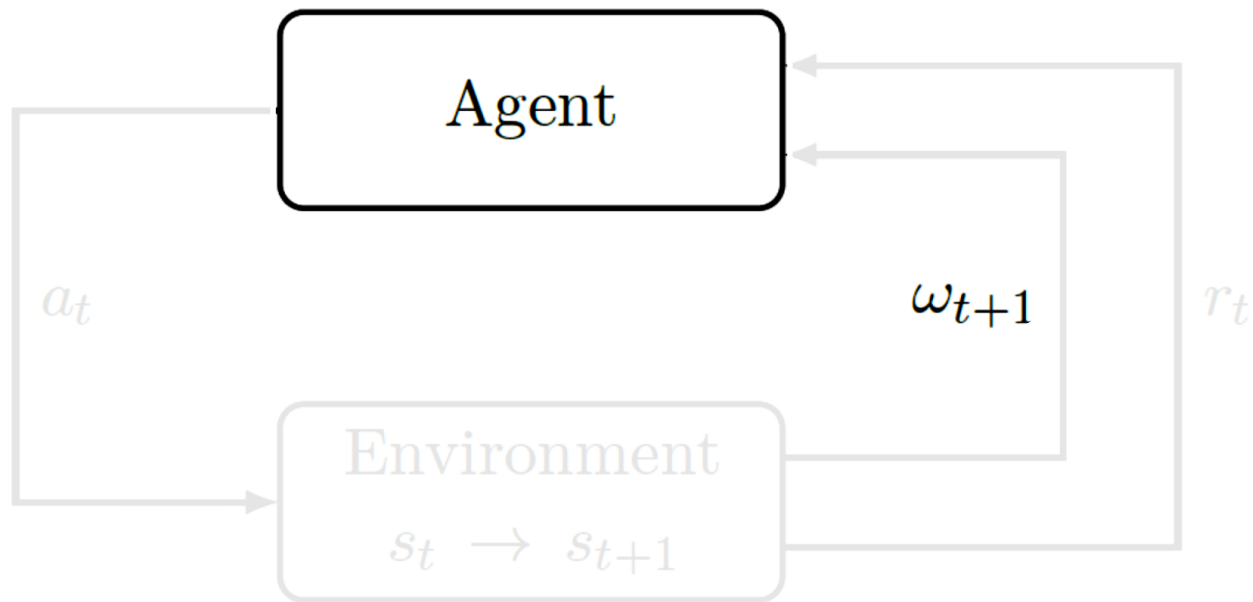 Agent
a_t
ω_{t+1}
r_t
Environment
s_t → s_{t+1}